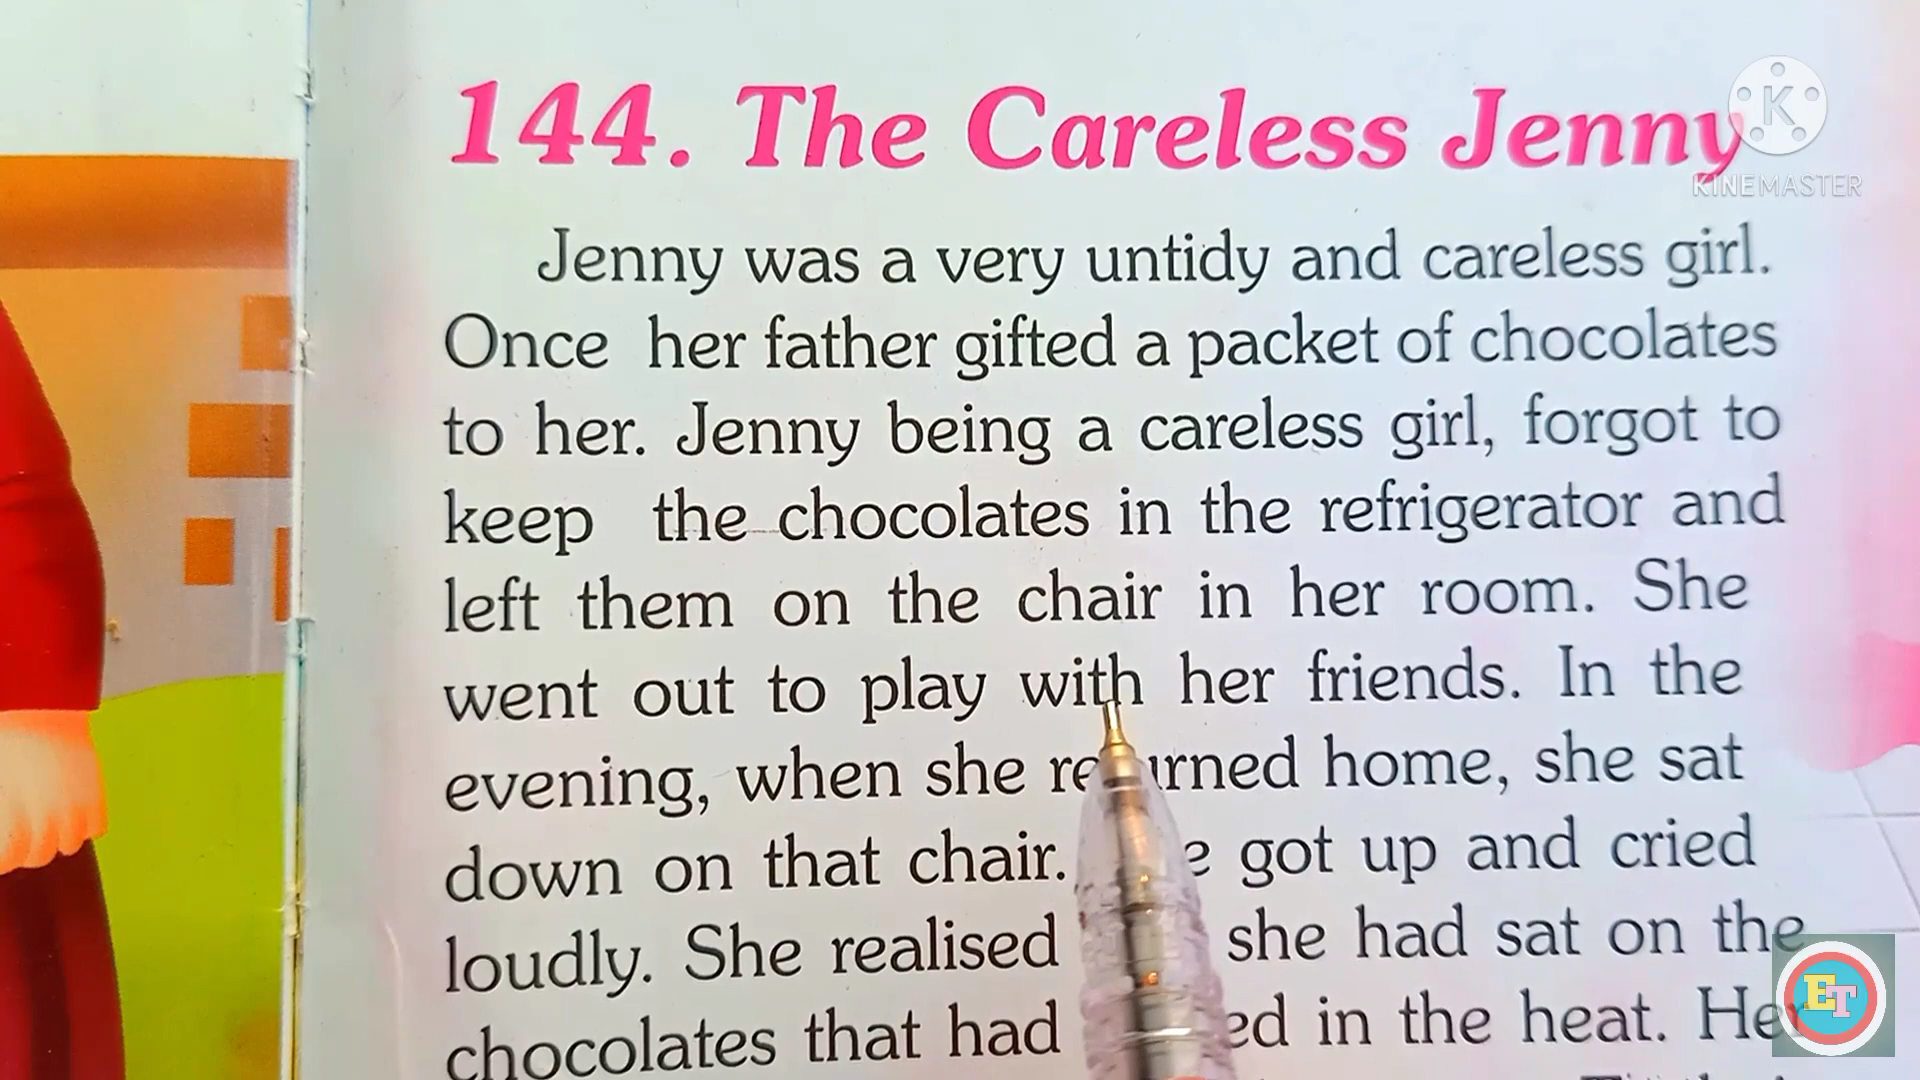 144. The Careless Jenny
KINEMASTER
Jenny was a very untidy and careless girl.
Once her father gifted a packet of chocolates
to her. Jenny being a careless girl, forgot to
keep the chocolates in the refrigerator and
left them on the chair in her room. She
went out to play with her friends. In the
evening, when she returned home, she sat
down on that chair. got up and cried
loudly. She realised she had sat on the
chocolates that had in the heat. Her
ET